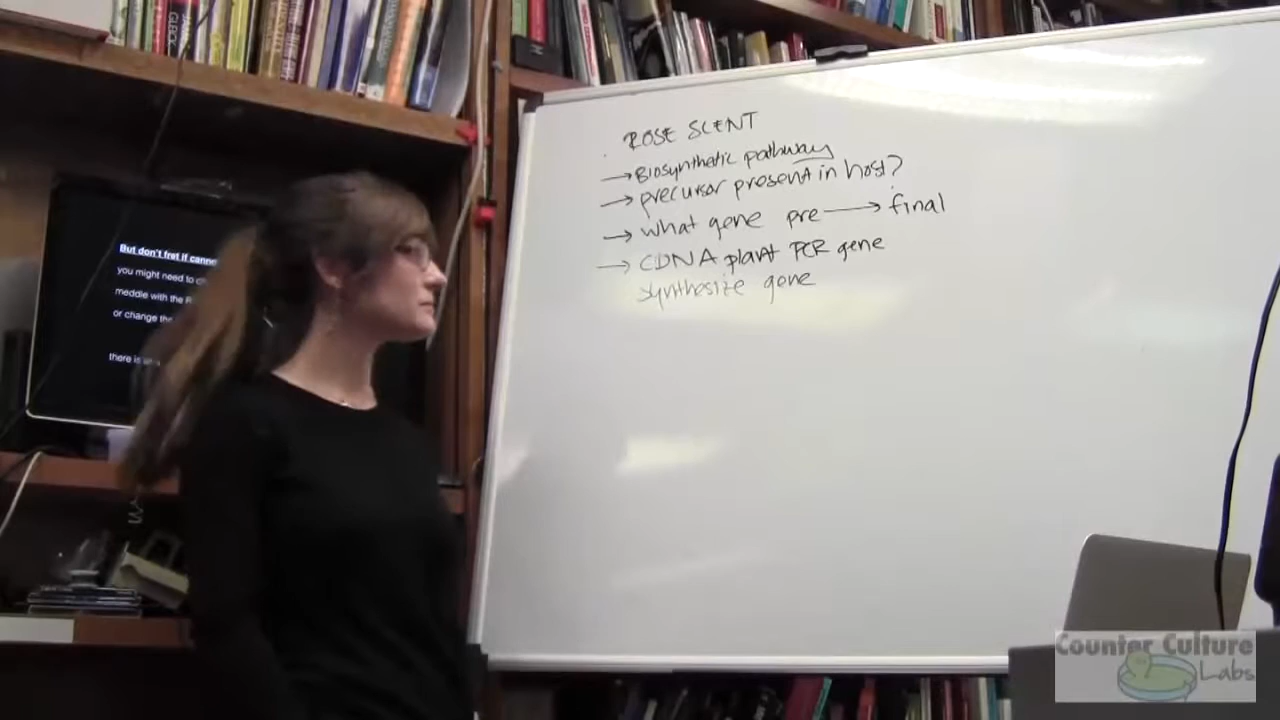 ROSE SCENT
→ Biosynthetic pathway
→ precursor present in host?
→ what gene pre → final
→ CDNA plant PCR gene
synthesize gene
But don't fret if canno
you might need to c
meddle with the
or change the
there is
Counter Culture
Labs